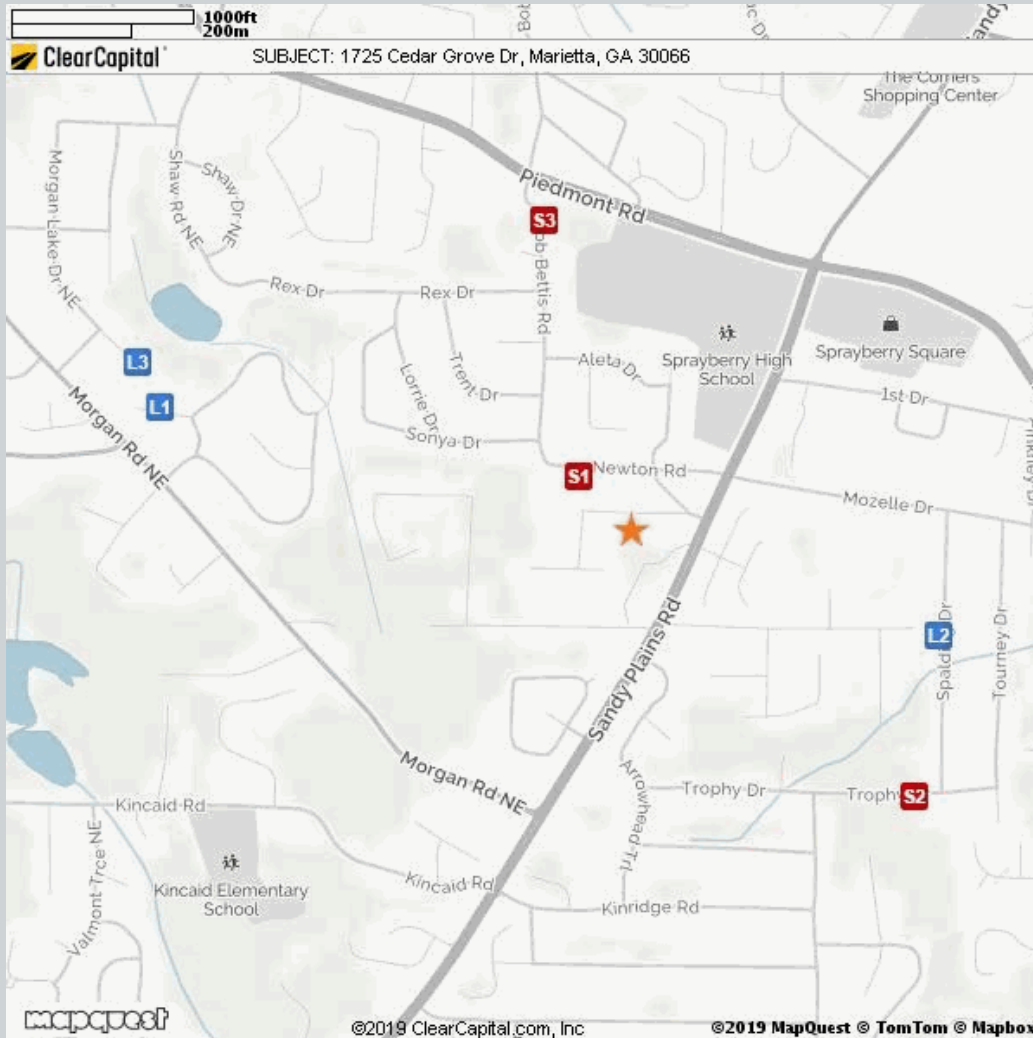 1000ft
200m
ClearCapital
SUBJECT: 1725 Cedar Grove Dr, Marietta, GA 30066
The Corners
Shopping Center
Piedmont Rd
Morgan Lake Dr NE
Shaw Rd NE
Shaw Dr NE
S3
Rex Dr
Rex Dr
Sprayberry High
School
Sprayberry Square
L3
Aleta Dr
Trent Dr
Lorrie Dr
1st Dr
L1
Morgan Rd NE
Sonya Dr
S1
Newton Rd
Mozelle Dr
Sandy Plains Rd
L2
Tourney Dr
Morgan Rd NE
Arrowhead Trl
Trophy Dr
Trophy
S2
Kincaid Rd
Valmont Trce NE
Kincaid Elementary
School
Kincaid Rd
Kinridge Rd
mapquest
©2019 ClearCapital.com, Inc
©2019 MapQuest © TomTom © Mapbox